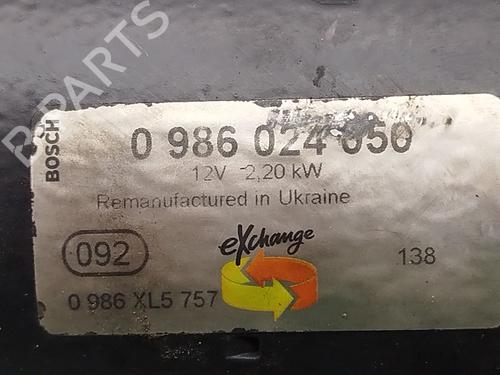 B-PARTS
BOSCH
0 986 024 050
12V 2,20 kW
Remanufactured in Ukraine
eXchange
092
138
0 986 XL5 757